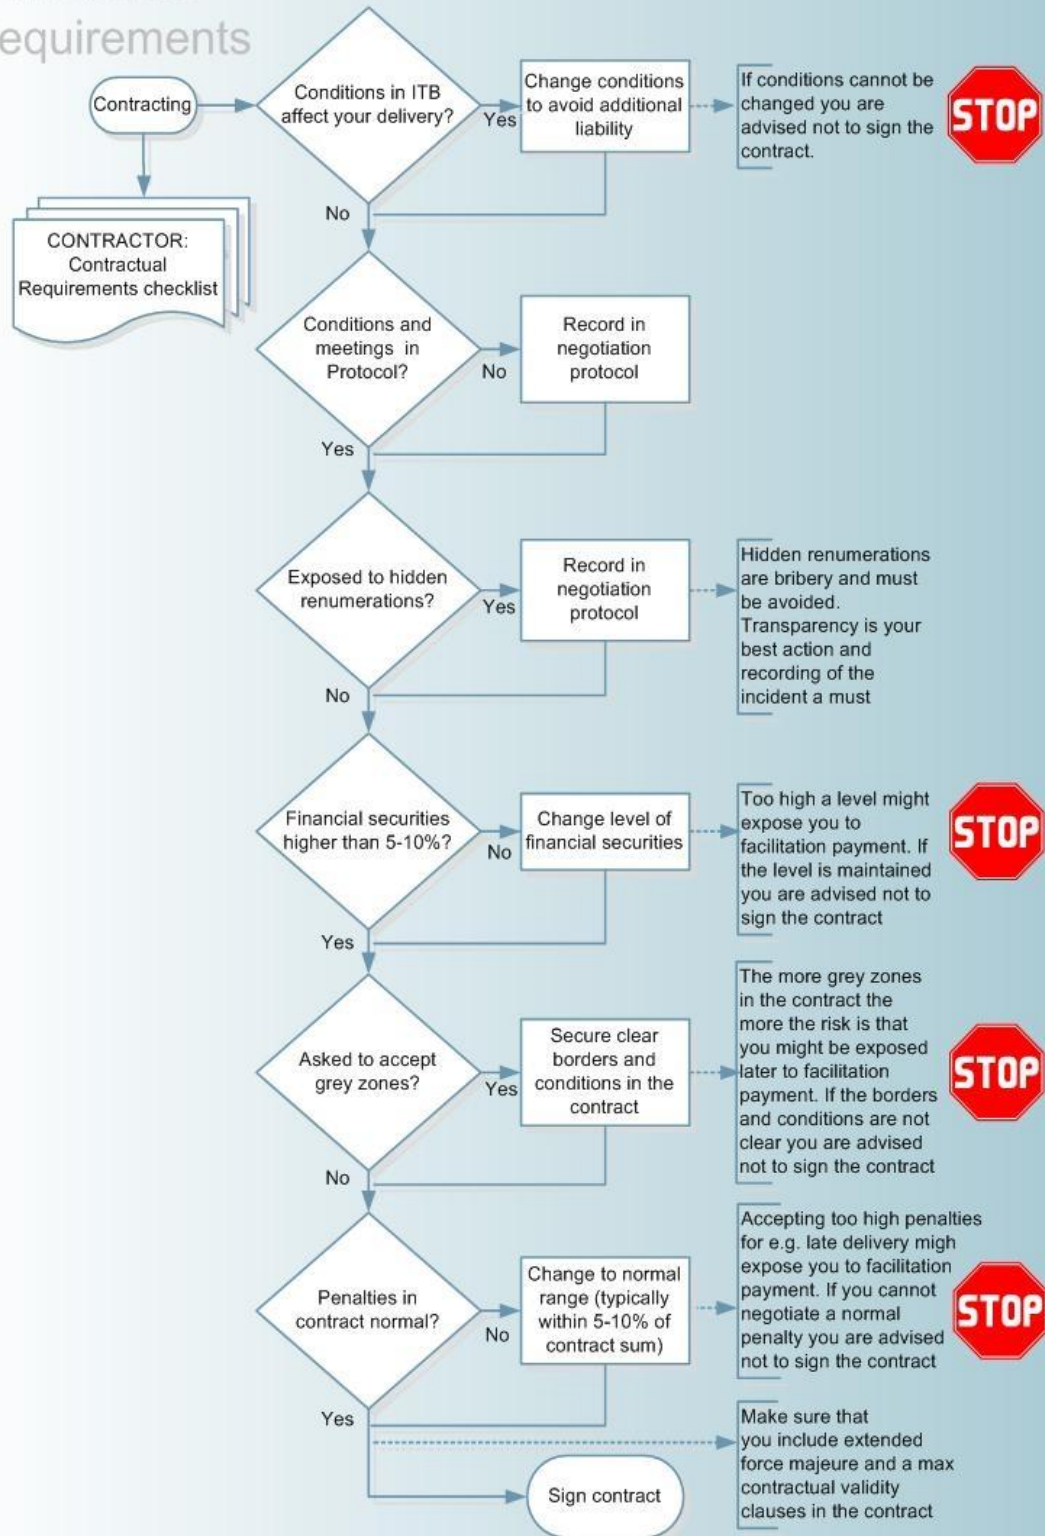 equirements
Contracting
CONTRACTOR:
Contractual
Requirements checklist
Conditions in ITB
affect your delivery?
Yes
No
Change conditions
to avoid additional
liability
If conditions cannot be
changed you are
advised not to sign the
contract.
STOP
Conditions and
meetings in
Protocol?
No
Yes
Record in
negotiation
protocol
Exposed to hidden
renumerations?
Yes
No
Record in
negotiation
protocol
Hidden renumerations
are bribery and must
be avoided.
Transparency is your
best action and
recording of the
incident a must
Financial securities
higher than 5-10%?
No
Yes
Change level of
financial securities
Too high a level might
expose you to
facilitation payment. If
the level is maintained
you are advised not to
sign the contract
STOP
Asked to accept
grey zones?
Yes
No
Secure clear
borders and
conditions in the
contract
The more grey zones
in the contract the
more the risk is that
you might be exposed
later to facilitation
payment. If the borders
and conditions are not
clear you are advised
not to sign the contract
STOP
Penalties in
contract normal?
No
Yes
Change to normal
range (typically
within 5-10% of
contract sum)
Accepting too high penalties
for e.g. late delivery migh
expose you to facilitation
payment. If you cannot
negotiate a normal
penalty you are advised
not to sign the contract
STOP
Make sure that
you include extended
force majeure and a max
contractual validity
clauses in the contract
Sign contract